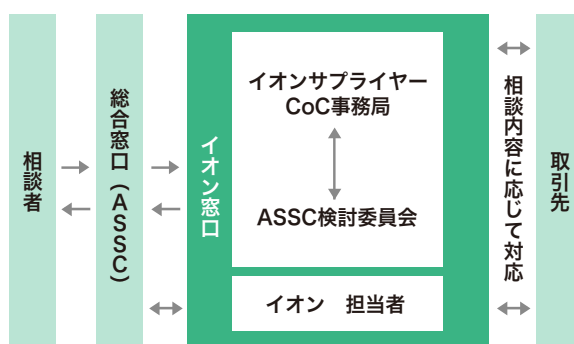 相談者
総合窓口（ASSC）
イオン窓口
イオンサプライヤー
CoC事務局
ASSC検討委員会
イオン　担当者
相談内容に応じて対応
取引先